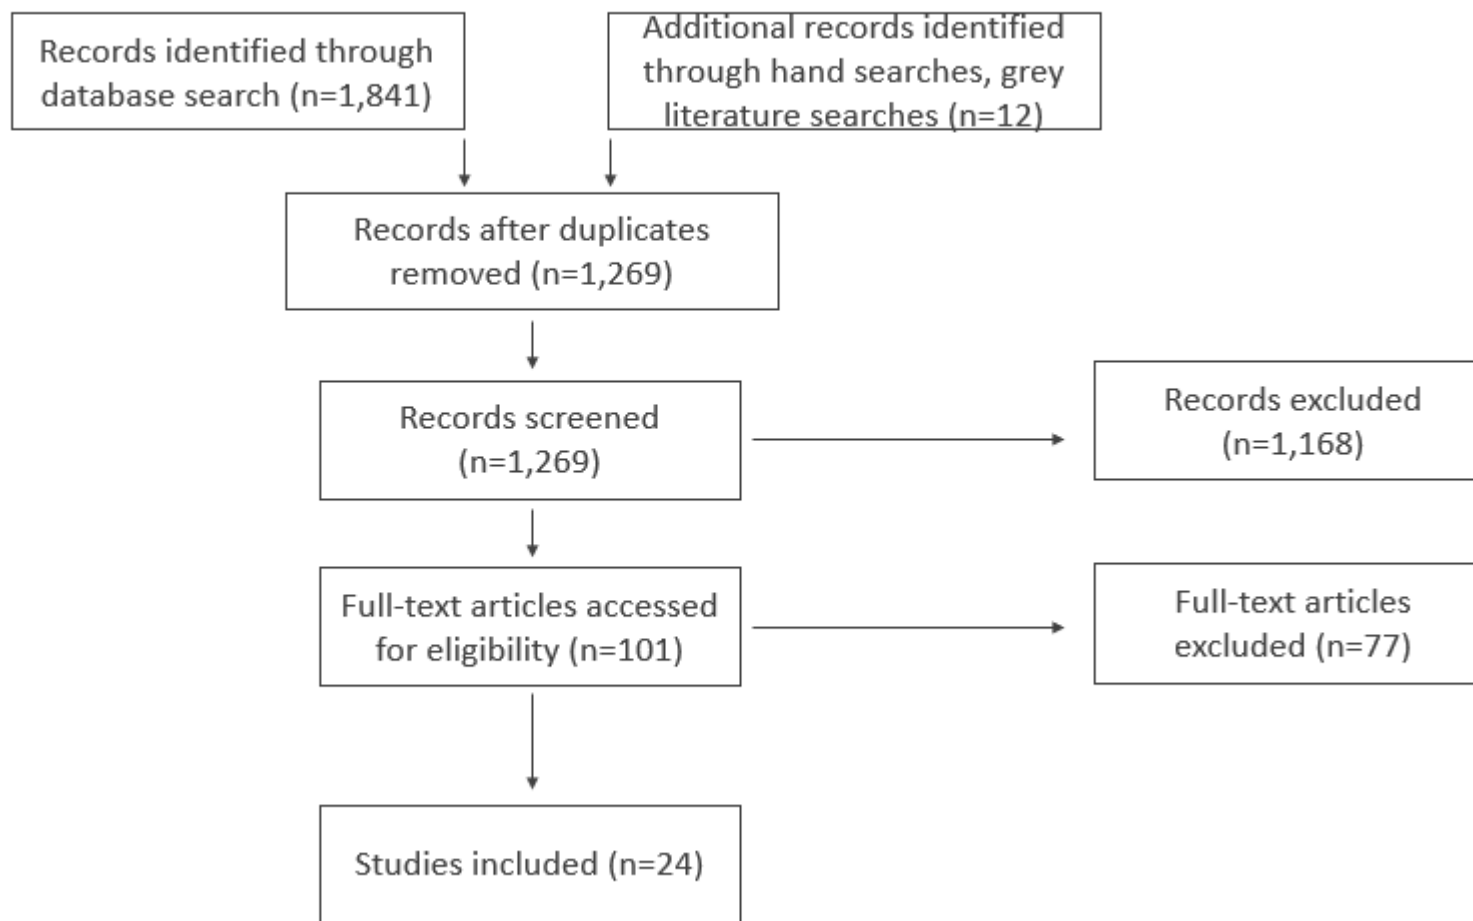 Records identified through
database search (n=1,841)
Additional records identified
through hand searches, grey
literature searches (n=12)
Records after duplicates
removed (n=1,269)
Records screened
(n=1,269)
Records excluded
(n=1,168)
Full-text articles accessed
for eligibility (n=101)
Full-text articles
excluded (n=77)
Studies included (n=24)